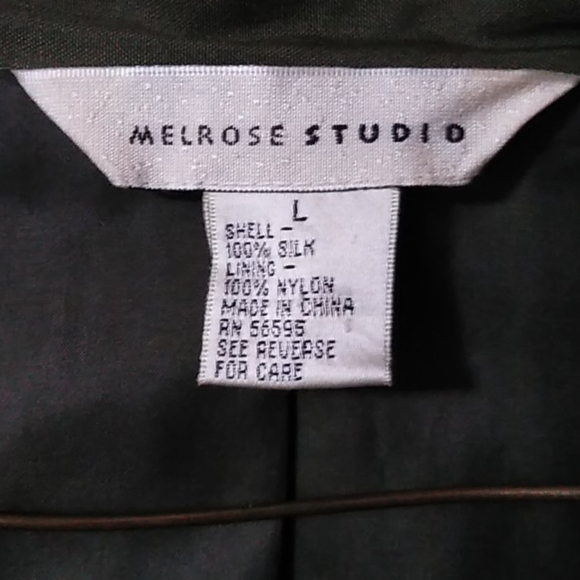 MELROSE STUDIO
L
SHELL -
100% SILK
LINING -
100% NYLON
MADE IN CHINA
RN 56595
SEE REVERSE
FOR CARE